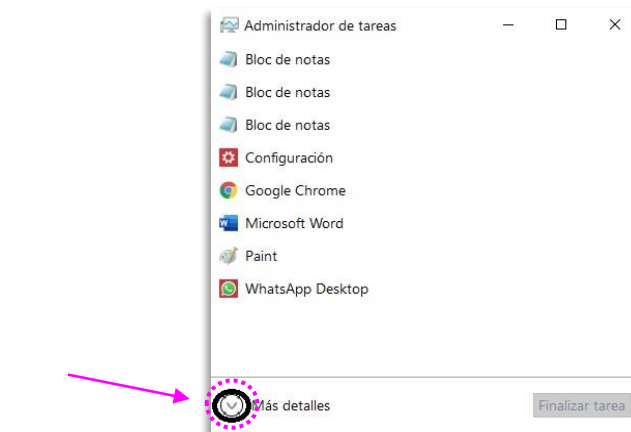 Administrador de tareas
Bloc de notas
Bloc de notas
Bloc de notas
Configuración
Google Chrome
Microsoft Word
Paint
WhatsApp Desktop
Más detalles Finalizar tarea